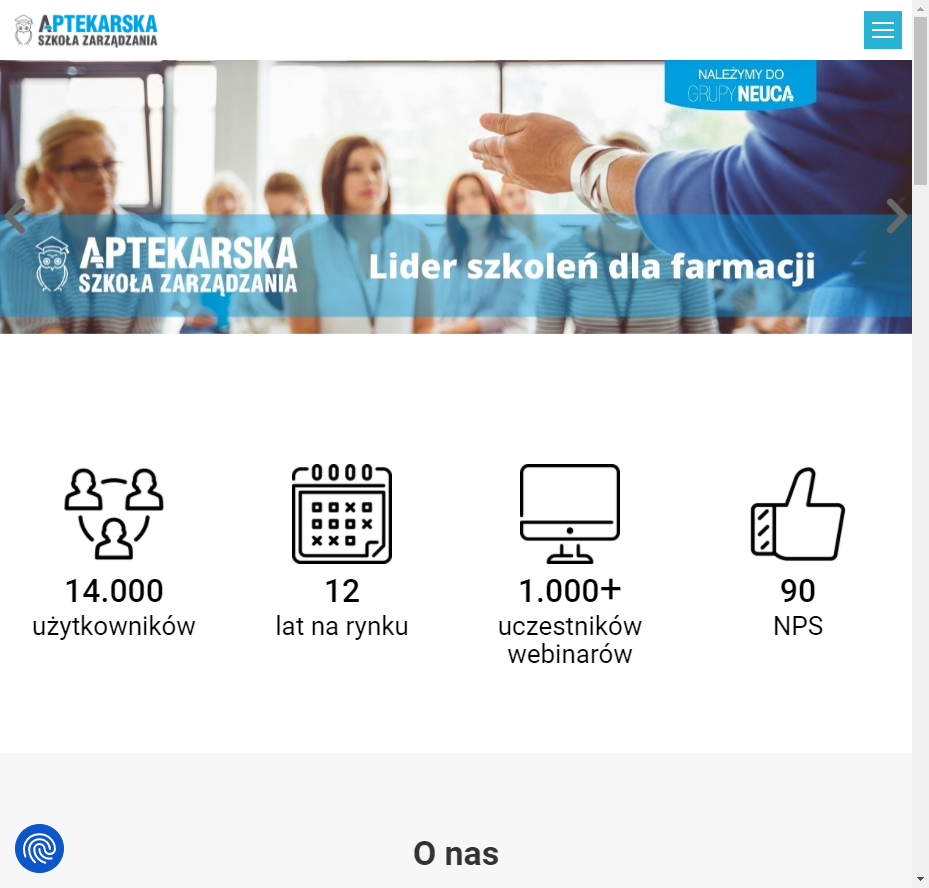 APTEKARSKA
SZKOŁA ZARZĄDZANIA
NALEŻYMY DO
GRUPY NEUCA
APTEKARSKA
SZKOŁA ZARZĄDZANIA
Lider szkoleń dla farmacji
14.000
użytkowników
12
lat na rynku
1.000+
uczestników
webinarów
90
NPS
O nas